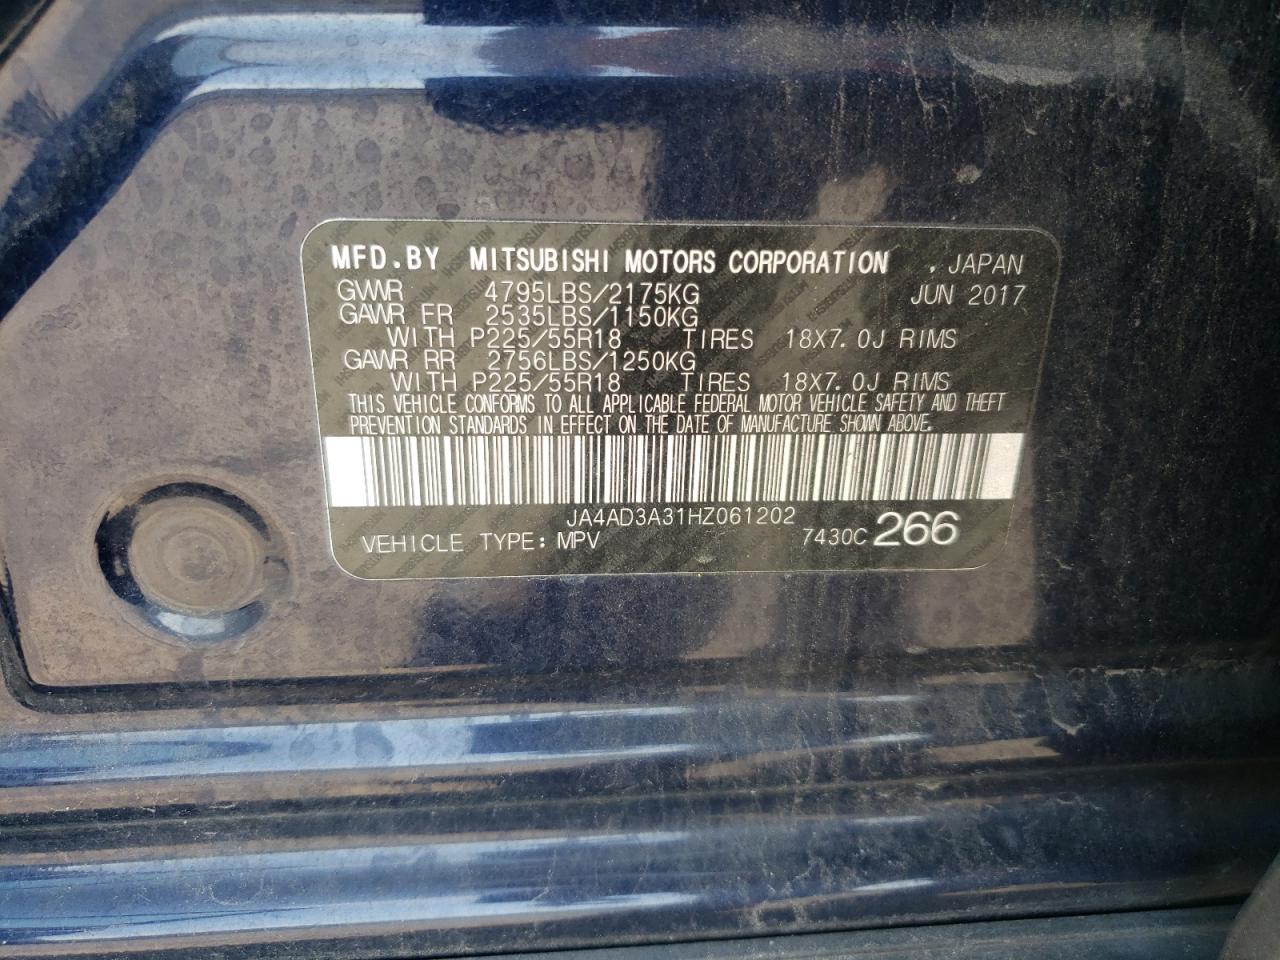 MFD.BY MITSUBISHI MOTORS CORPORATION . JAPAN
GVWR 4795LBS/2175KG JUN 2017
GAWR FR 2535LBS/1150KG
WITH P225/55R18 TIRES 18X7.0J RIMS
GAWR RR 2756LBS/1250KG
WITH P225/55R18 TIRES 18X7.0J RIMS
THIS VEHICLE CONFORMS TO ALL APPLICABLE FEDERAL MOTOR VEHICLE SAFETY AND THEFT
PREVENTION STANDARDS IN EFFECT ON THE DATE OF MANUFACTURE SHOWN ABOVE.
JA4AD3A31HZ061202
VEHICLE TYPE: MPV 7430C 266